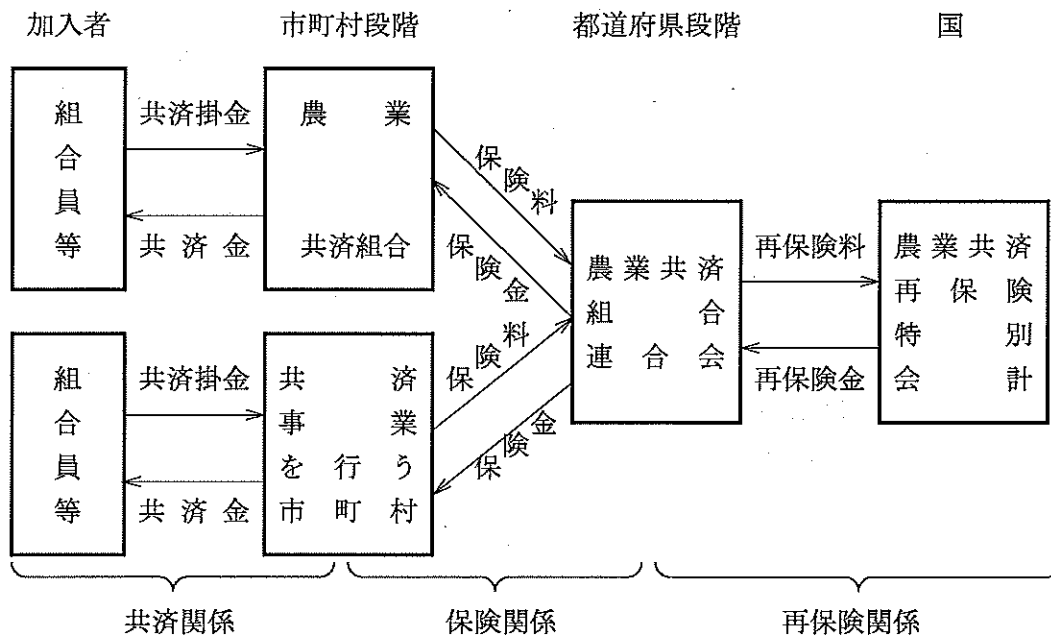 加入者
市町村段階
都道府県段階
国
組合員等
共済掛金
共済金
農業
共済組合
保険料
保険金
組合員等
共済掛金
共済金
共済
事業
を行う
市町村
保険料
保険金
農業共済
組合
連合会
再保険料
再保険金
農業共済
再保険
特別
会計
共済関係
保険関係
再保険関係